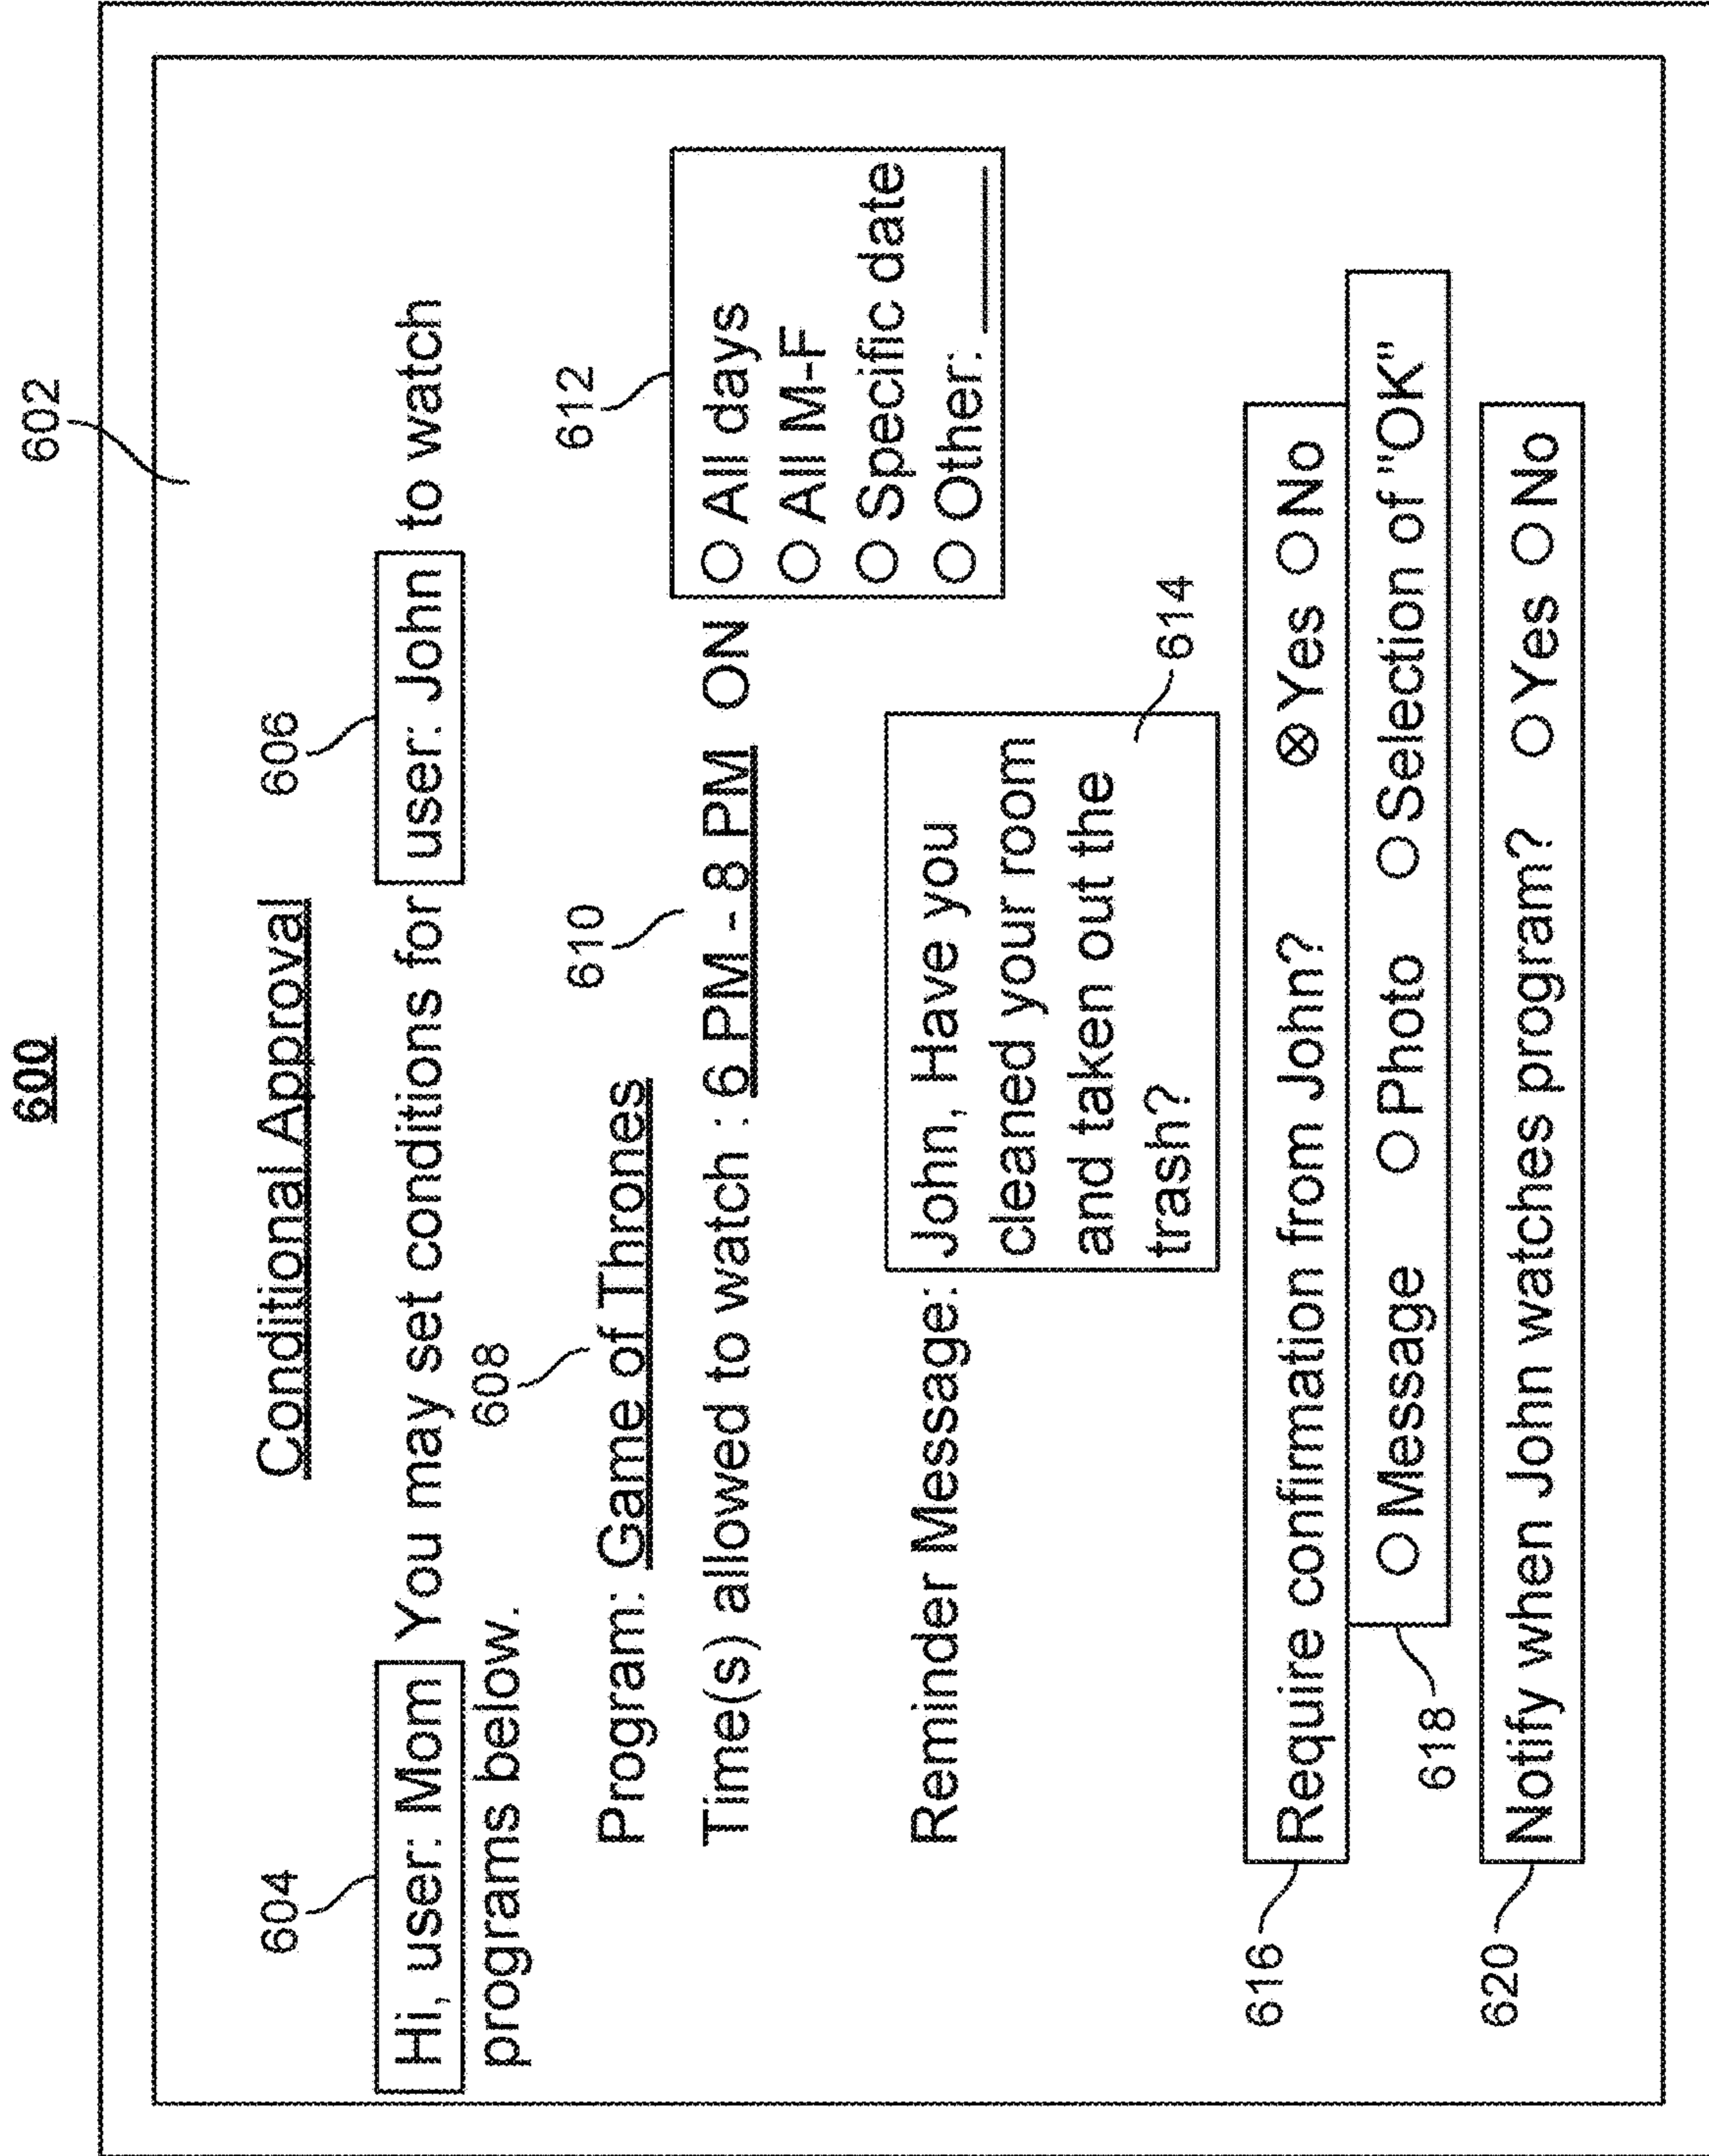 600
602
Conditional Approval
604
606
Hi, user: Mom You may set conditions for user: John to watch
programs below.
608
610
612
Program: Game of Thrones
Time(s) allowed to watch : 6 PM - 8 PM ON ○ All days
○ All M-F
○ Specific date
○ Other: ____
Reminder Message: John, Have you
cleaned your room
and taken out the
trash?
614
616
Require confirmation from John? ⊗ Yes ○ No
○ Message ○ Photo ○ Selection of "OK"
618
620
Notify when John watches program? ○ Yes ○ No